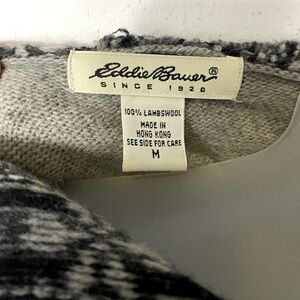 Eddie Bauer®
SINCE 1920
100% LAMBSWOOL
MADE IN
HONG KONG
SEE SIDE FOR CARE
M